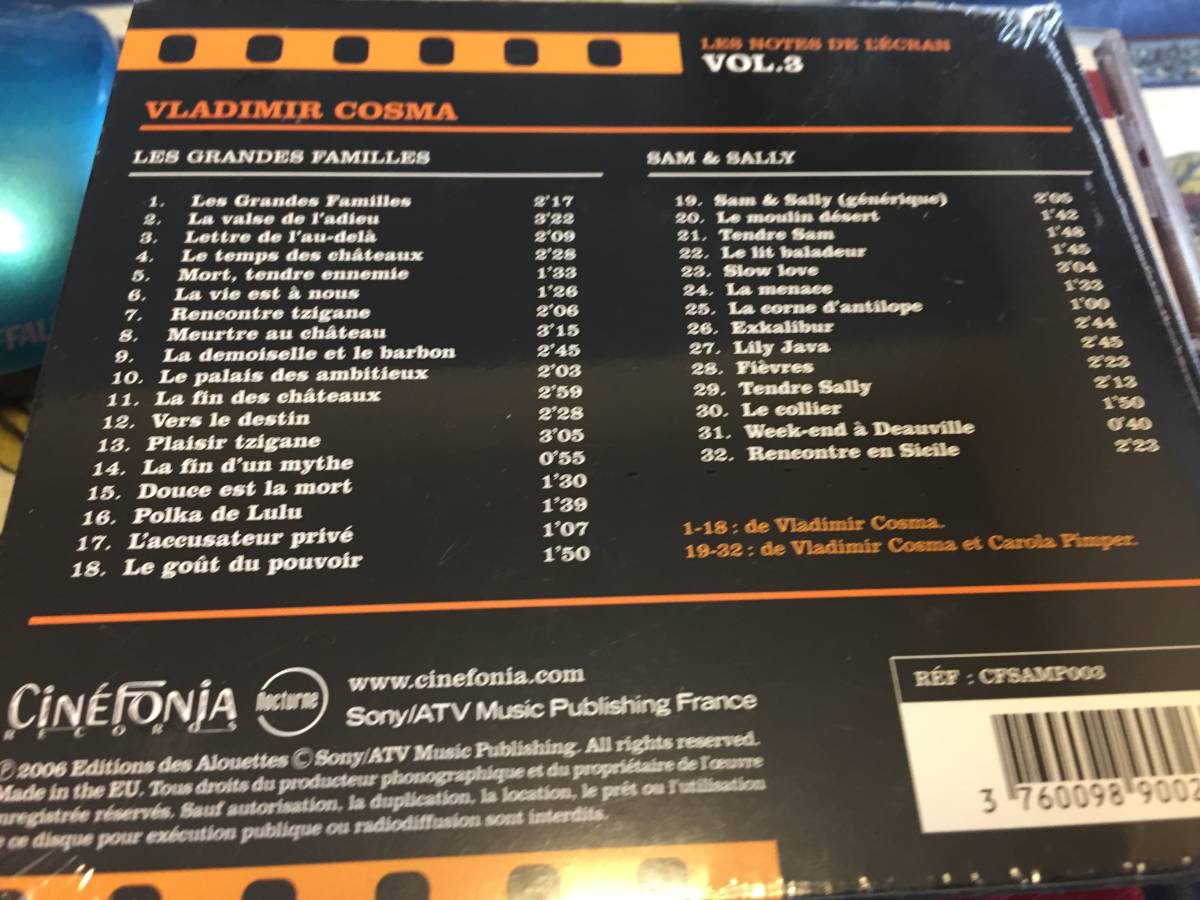 LES NOTES DE L'ÉCRAN
VOL.3
VLADIMIR COSMA
LES GRANDES FAMILLES
1. Les Grandes Familles 2'17
2. La valse de l'adieu 3'22
3. Lettre de l'au-delà 2'09
4. Le temps des châteaux 2'28
5. Mort, tendre ennemie 1'33
6. La vie est à nous 1'26
7. Rencontre tzigane 2'06
8. Meurtre au château 3'15
9. La demoiselle et le barbon 2'45
10. Le palais des ambitieux 2'03
11. La fin des châteaux 2'59
12. Vers le destin 2'28
13. Plaisir tzigane 3'05
14. La fin d'un mythe 0'55
15. Douce est la mort 1'30
16. Polka de Lulu 1'39
17. L'accusateur privé 1'07
18. Le goût du pouvoir 1'50
SAM & SALLY
19. Sam & Sally (générique) 2'05
20. Le moulin désert 1'42
21. Tendre Sam 1'48
22. Le lit baladeur 1'45
23. Slow love 3'04
24. La menace 1'23
25. La corne d'antilope 1'00
26. Exkalibur 2'44
27. Lily Java 2'45
28. Fièvres 2'23
29. Tendre Sally 2'13
30. Le collier 1'50
31. Week-end à Deauville 0'40
32. Rencontre en Sicile 2'23
1-18 : de Vladimir Cosma.
19-32 : de Vladimir Cosma et Carola Pimper.
CINÉFONIA
RECORDS
Nocturne
www.cinefonia.com
Sony/ATV Music Publishing France
RÉF : CFSAMP003
3 760098 9002
℗ 2006 Editions des Alouettes © Sony/ATV Music Publishing. All rights reserved.
Made in the EU. Tous droits du producteur phonographique et du propriétaire de l'œuvre
enregistrée réservés. Sauf autorisation, la duplication, la location, le prêt ou l'utilisation
ce disque pour exécution publique ou radiodiffusion sont interdits.